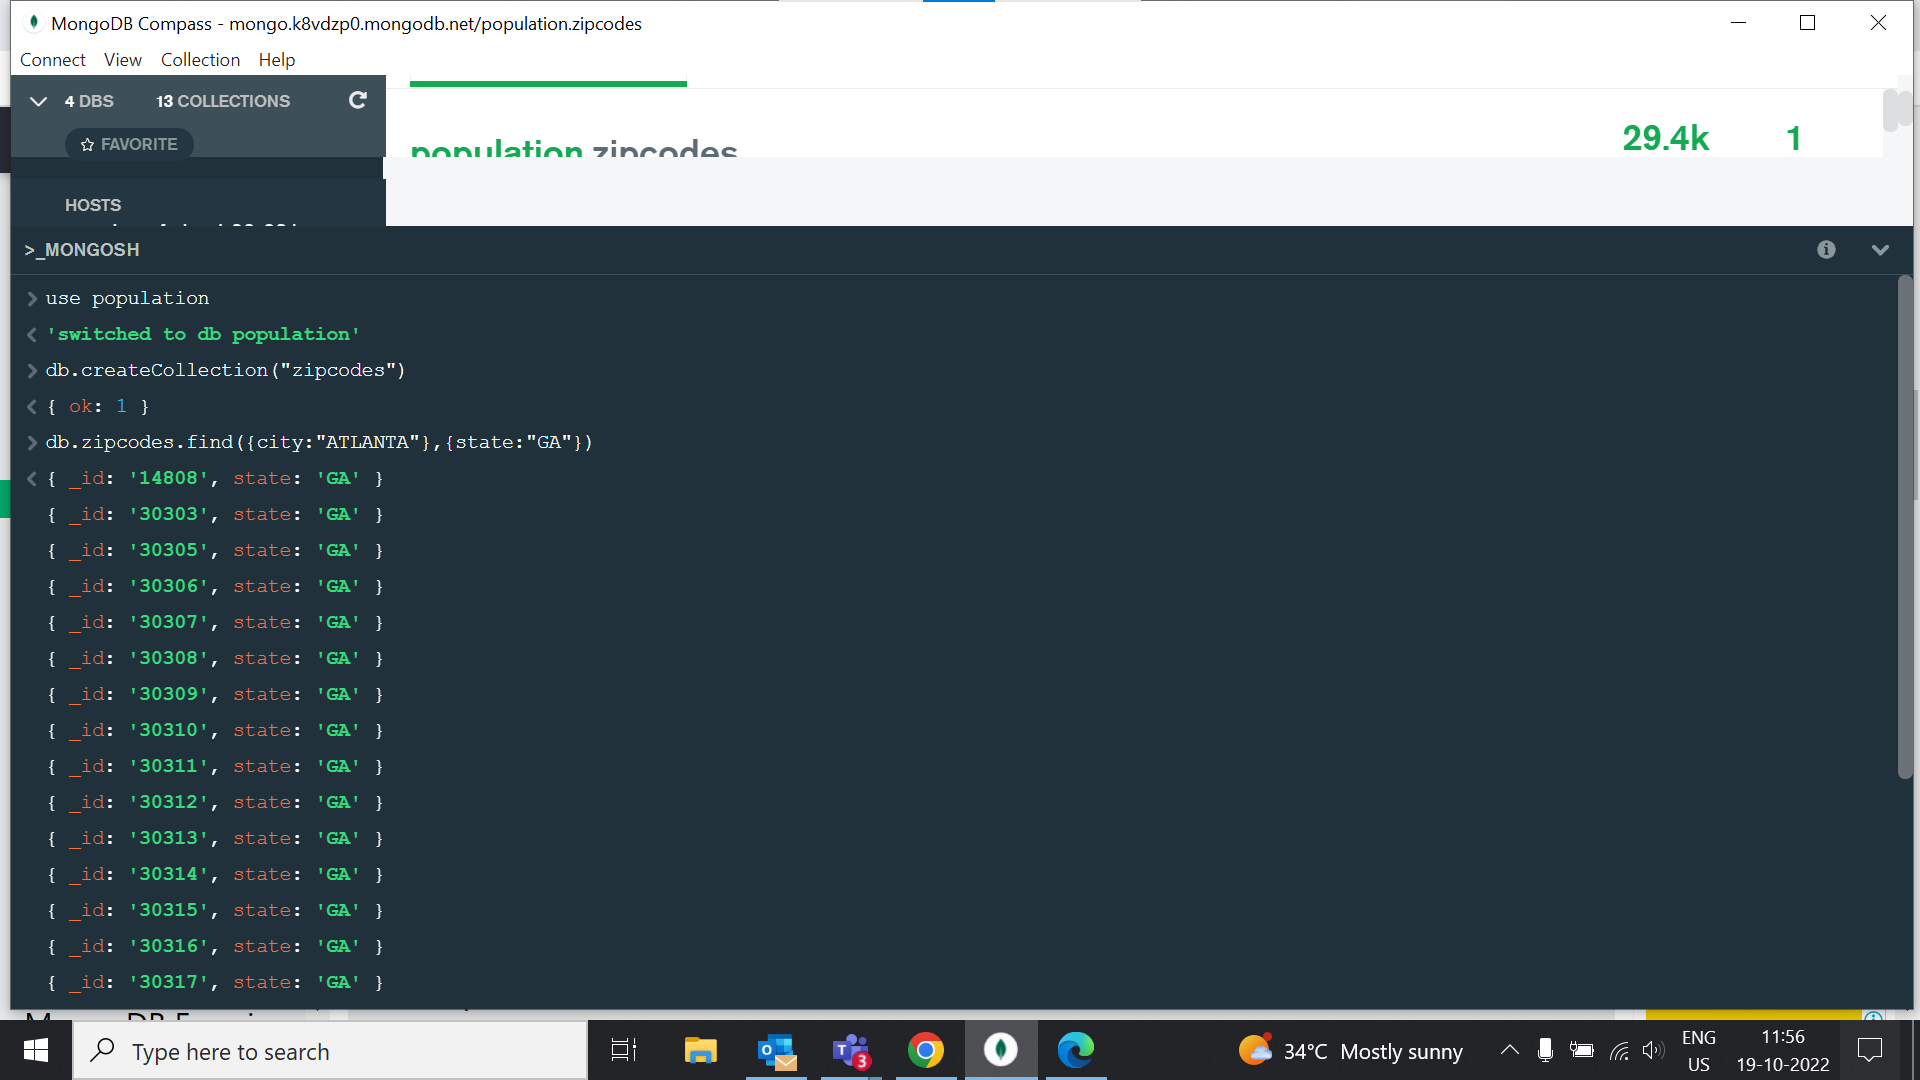 MongoDB Compass - mongo.k8vdzp0.mongodb.net/population.zipcodes
Connect View Collection Help
4 DBS 13 COLLECTIONS
FAVORITE
population.zipcodes
29.4k 1
HOSTS
>_MONGOSH
use population
'switched to db population'
db.createCollection("zipcodes")
{ ok: 1 }
db.zipcodes.find({city:"ATLANTA"},{state:"GA"})
{ _id: '14808', state: 'GA' }
{ _id: '30303', state: 'GA' }
{ _id: '30305', state: 'GA' }
{ _id: '30306', state: 'GA' }
{ _id: '30307', state: 'GA' }
{ _id: '30308', state: 'GA' }
{ _id: '30309', state: 'GA' }
{ _id: '30310', state: 'GA' }
{ _id: '30311', state: 'GA' }
{ _id: '30312', state: 'GA' }
{ _id: '30313', state: 'GA' }
{ _id: '30314', state: 'GA' }
{ _id: '30315', state: 'GA' }
{ _id: '30316', state: 'GA' }
{ _id: '30317', state: 'GA' }
Type here to search
3
34°C Mostly sunny
ENG
US
11:56
19-10-2022